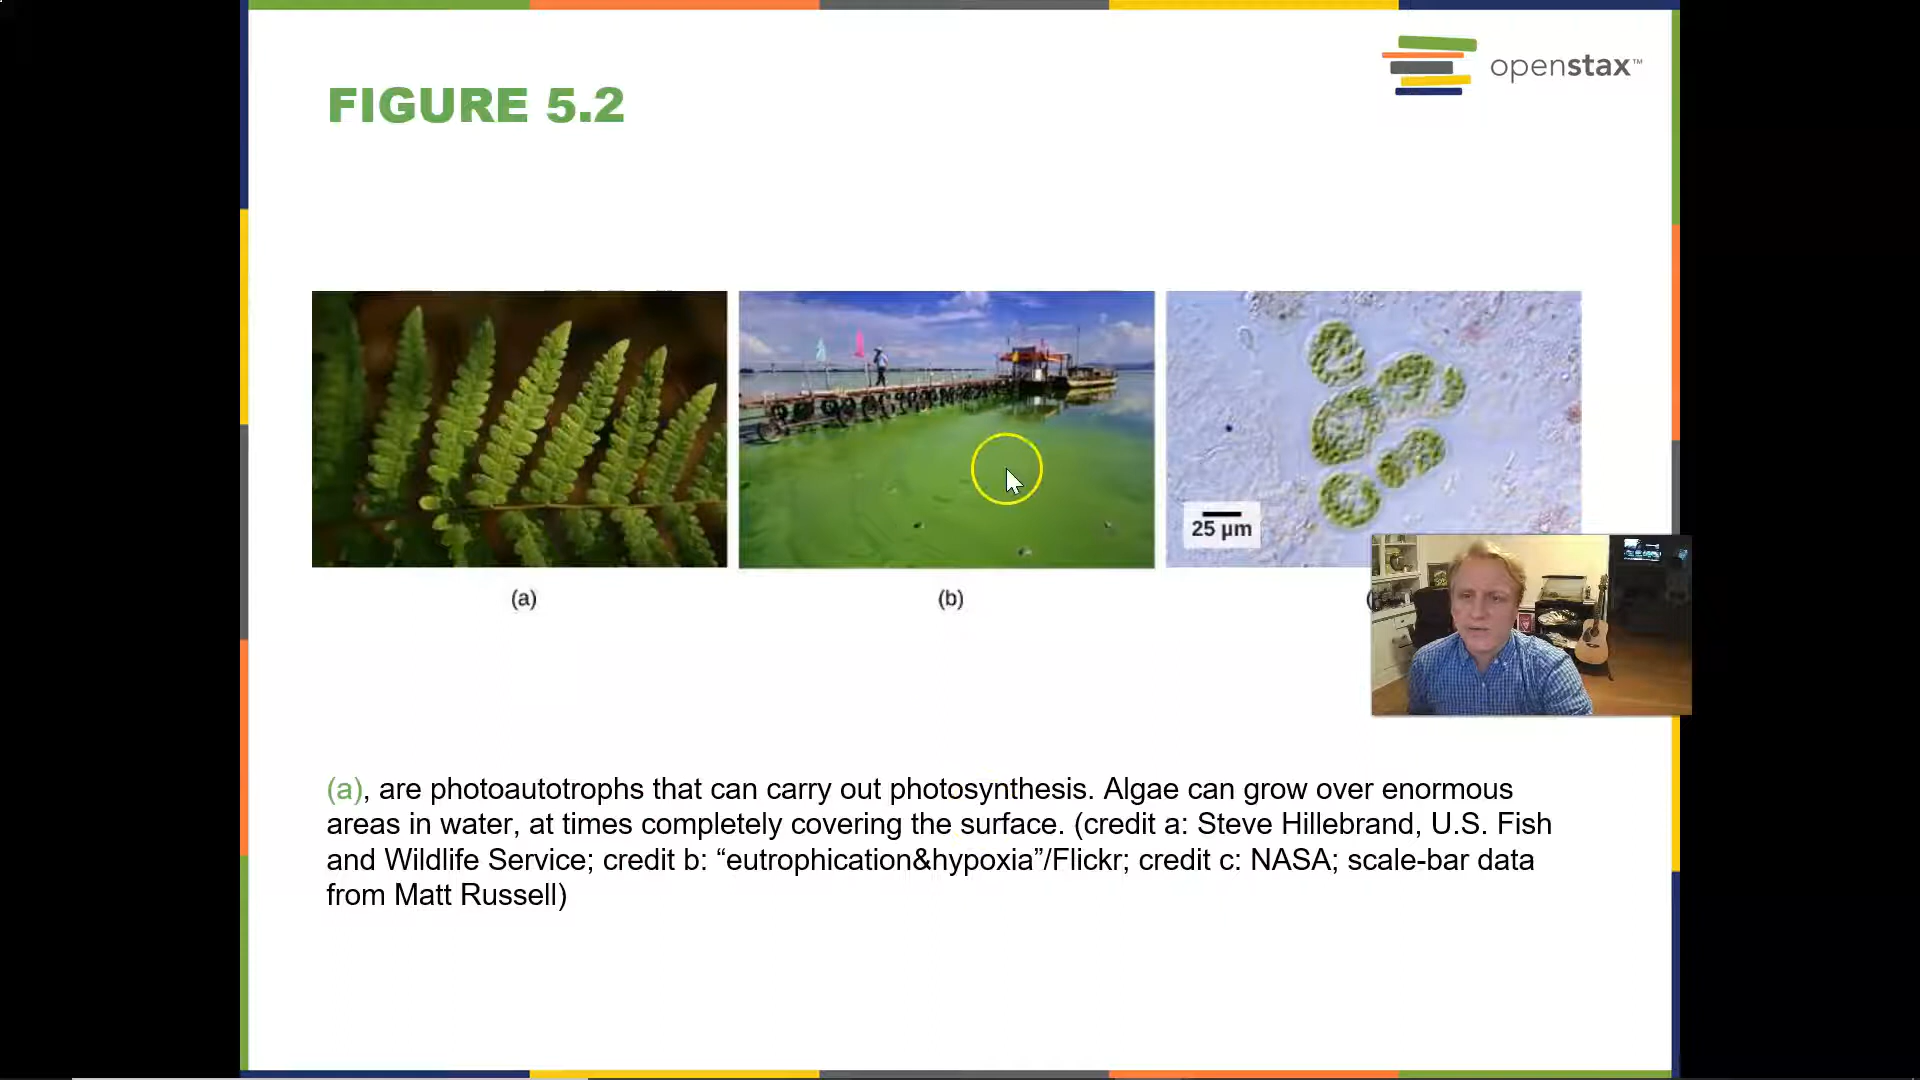 openstax™
FIGURE 5.2
25 µm
(a)
(b)
(a), are photoautotrophs that can carry out photosynthesis. Algae can grow over enormous
areas in water, at times completely covering the surface. (credit a: Steve Hillebrand, U.S. Fish
and Wildlife Service; credit b: “eutrophication&hypoxia”/Flickr; credit c: NASA; scale-bar data
from Matt Russell)